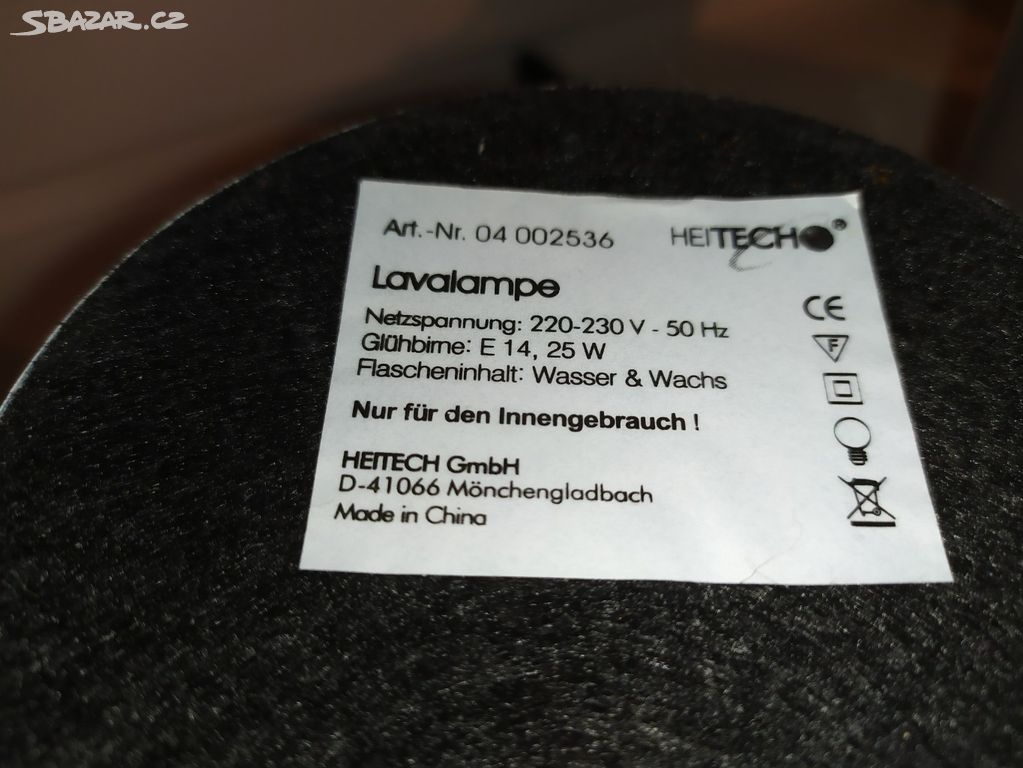 SBAZAR.CZ
Art.-Nr. 04 002536
HEITECH®
Lavalampe
Netzspannung: 220-230 V - 50 Hz
Glühbirne: E 14, 25 W
Flascheninhalt: Wasser & Wachs
Nur für den Innengebrauch !
HEITECH GmbH
D-41066 Mönchengladbach
Made in China
CE
F